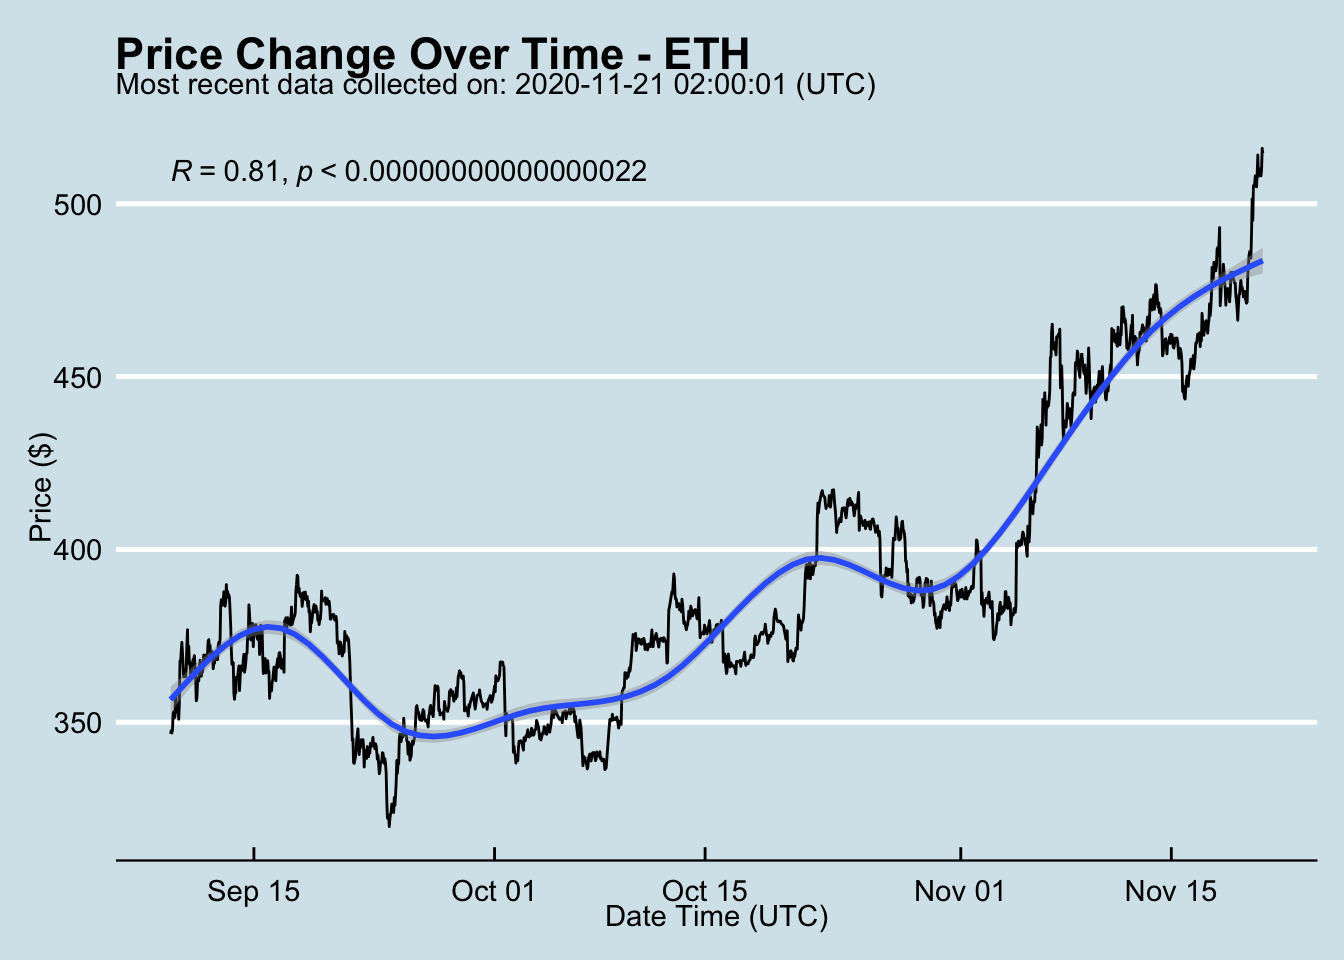 Price Change Over Time - ETH
Most recent data collected on: 2020-11-21 02:00:01 (UTC)
R = 0.81, p < 0.00000000000000022
500
450
400
350
Price ($)
Sep 15 Oct 01 Oct 15 Nov 01 Nov 15
Date Time (UTC)